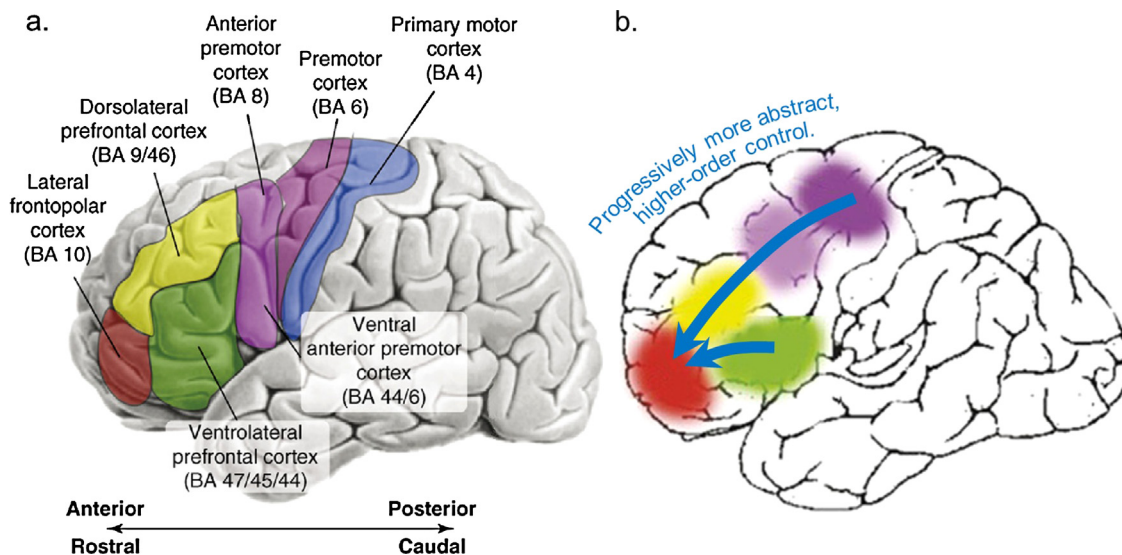 a.
Anterior
premotor
cortex
(BA 8)
Primary motor
cortex
(BA 4)
Premotor
cortex
(BA 6)
Dorsolateral
prefrontal cortex
(BA 9/46)
Lateral
frontopolar
cortex
(BA 10)
Ventral
anterior premotor
cortex
(BA 44/6)
Ventrolateral
prefrontal cortex
(BA 47/45/44)
Anterior
Posterior
Rostral
Caudal
b.
Progressively more abstract,
higher-order control.